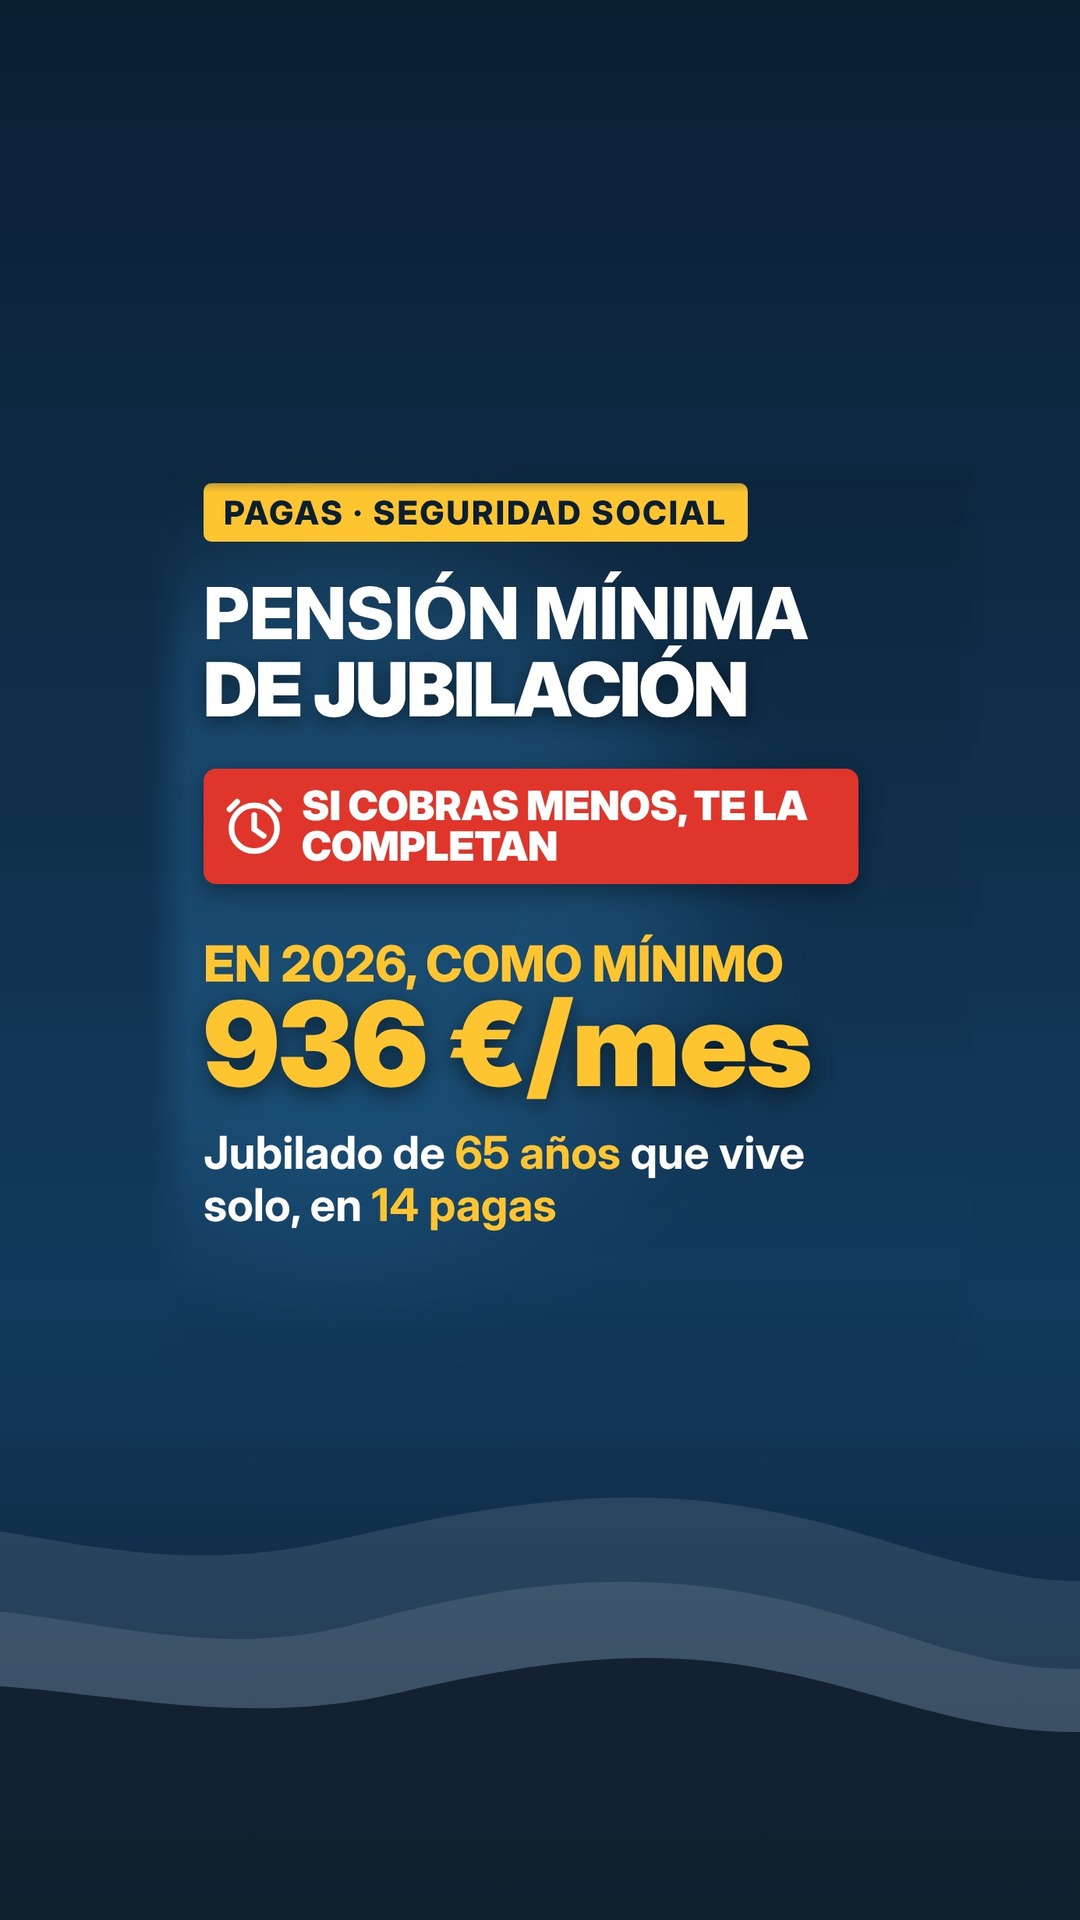 PAGAS · SEGURIDAD SOCIAL
PENSIÓN MÍNIMA
DE JUBILACIÓN
SI COBRAS MENOS, TE LA
COMPLETAN
EN 2026, COMO MÍNIMO
936 €/mes
Jubilado de 65 años que vive
solo, en 14 pagas